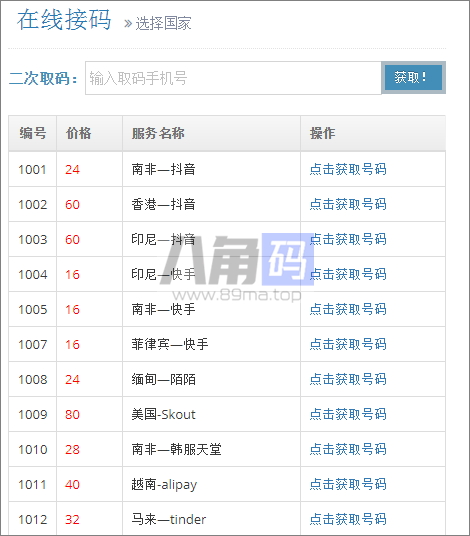 在线接码 » 选择国家
二次取码： 输入取码手机号 获取！
编号 价格 服务名称 操作
1001 24 南非—抖音 点击获取号码
1002 60 香港—抖音 点击获取号码
1003 60 印尼—抖音 点击获取号码
1004 16 印尼—快手 点击获取号码
1005 16 南非—快手 点击获取号码
1007 16 菲律宾—快手 点击获取号码
1008 24 缅甸—陌陌 点击获取号码
1009 80 美国-Skout 点击获取号码
1010 28 南非—韩服天堂 点击获取号码
1011 40 越南-alipay 点击获取号码
1012 32 马来—tinder 点击获取号码
八角码
www.89ma.top